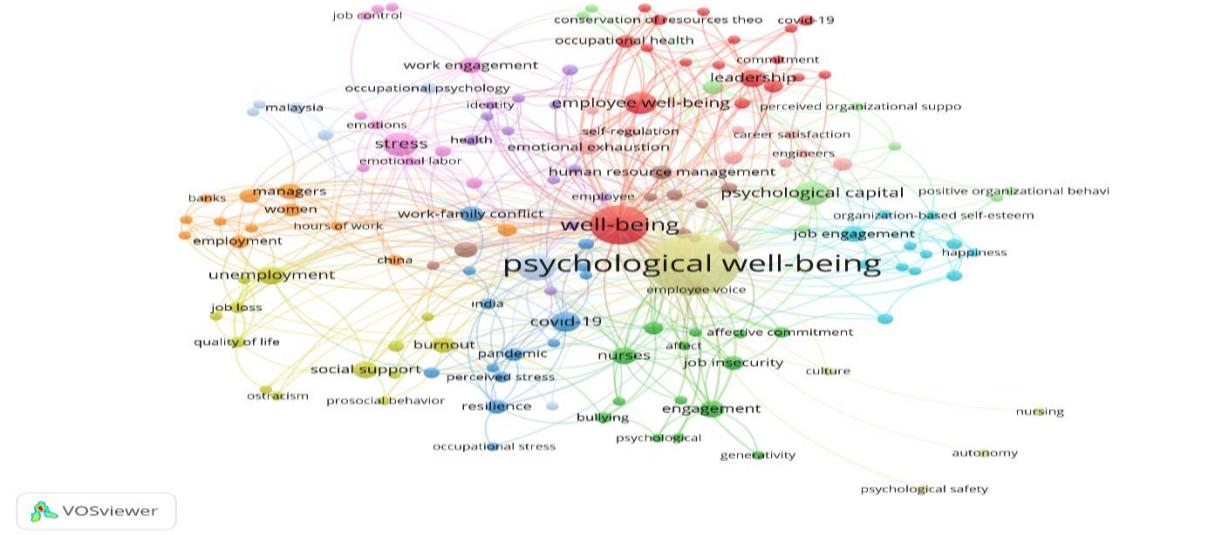 job control
conservation of resources theo
covid-19
occupational health
work engagement
commitment
leadership
occupational psychology
malaysia
identity
employee well-being
perceived organizational suppo
emotions
self-regulation
career satisfaction
stress
health
emotional exhaustion
engineers
emotional labor
human resource management
banks
managers
employee
psychological capital
positive organizational behavi
women
work-family conflict
organization-based self-esteem
hours of work
well-being
job engagement
employment
happiness
china
psychological well-being
unemployment
employee voice
job loss
india
covid-19
affective commitment
quality of life
burnout
pandemic
nurses
affect
job insecurity
social support
perceived stress
culture
ostracism
prosocial behavior
resilience
engagement
bullying
nursing
occupational stress
psychological
generativity
autonomy
psychological safety
VOSviewer